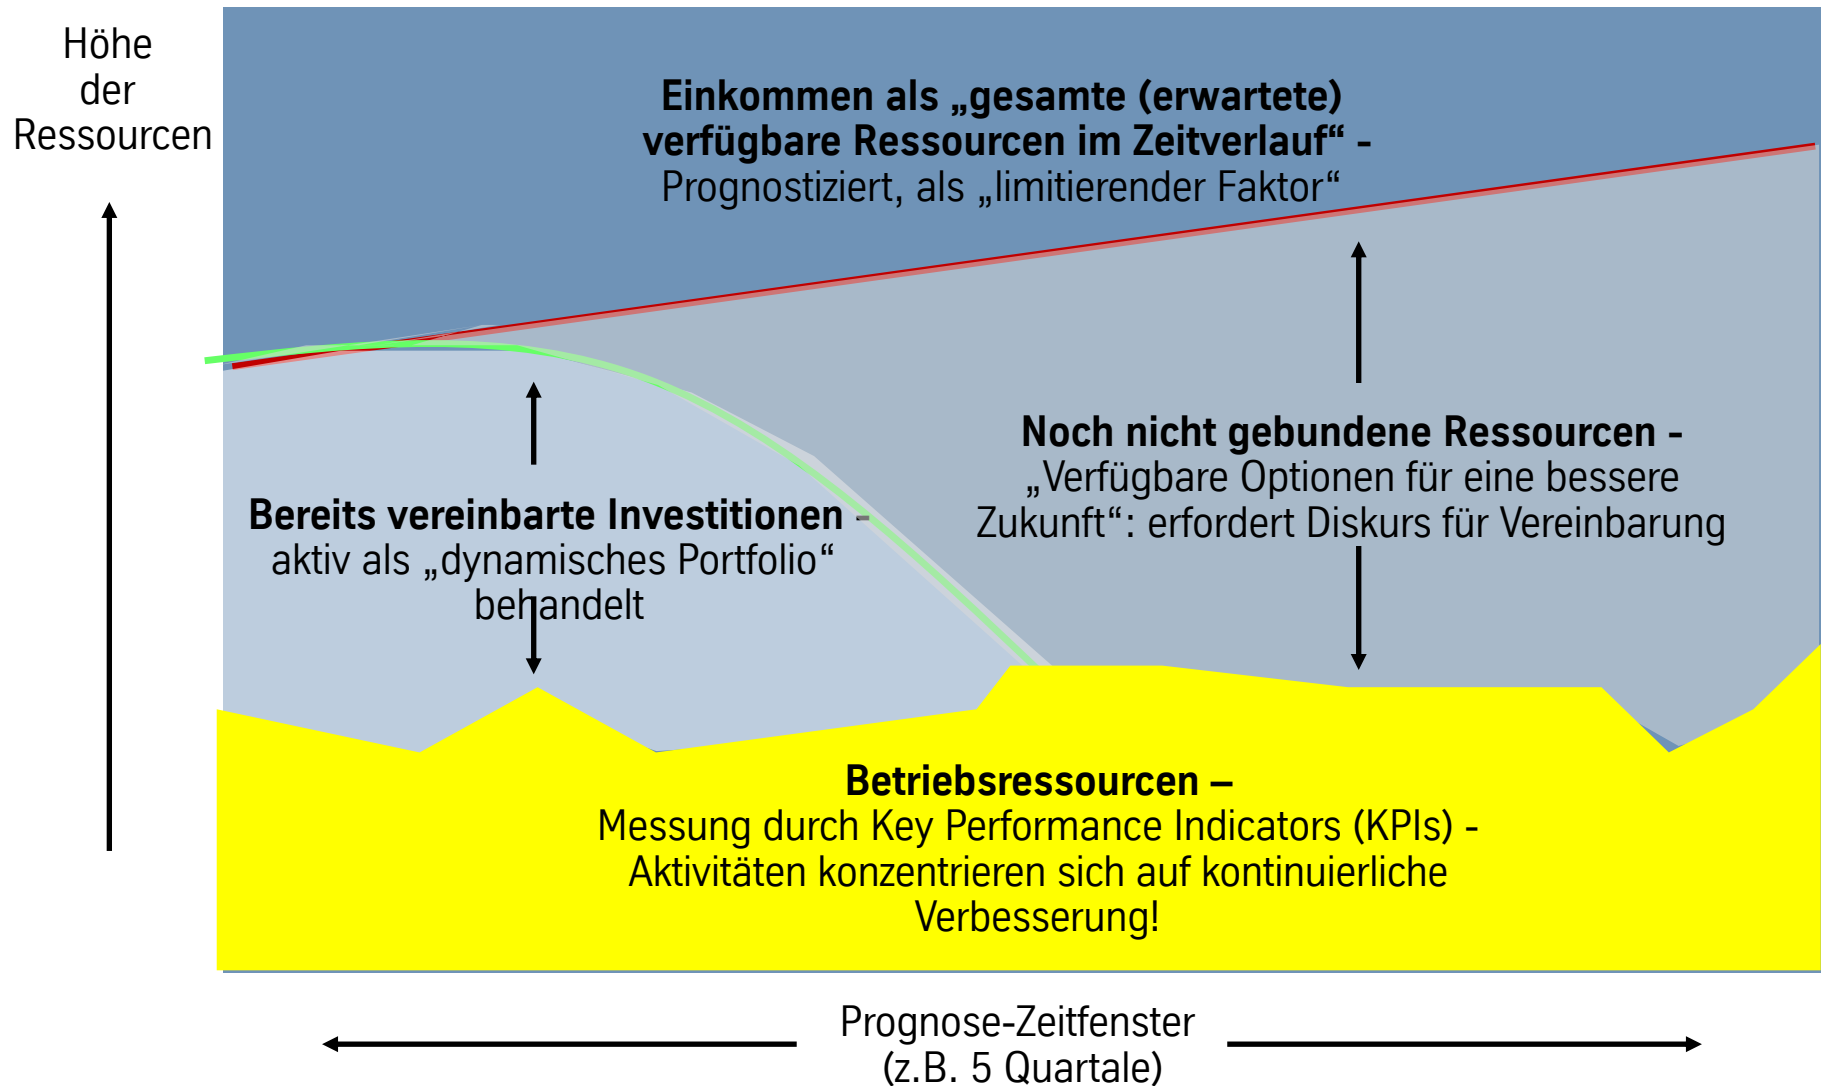 Höhe
der
Ressourcen
Einkommen als „gesamte (erwartete)
verfügbare Ressourcen im Zeitverlauf“ -
Prognostiziert, als „limitierender Faktor“
Bereits vereinbarte Investitionen -
aktiv als „dynamisches Portfolio“
behandelt
Noch nicht gebundene Ressourcen -
„Verfügbare Optionen für eine bessere
Zukunft“: erfordert Diskurs für Vereinbarung
Betriebsressourcen –
Messung durch Key Performance Indicators (KPIs) -
Aktivitäten konzentrieren sich auf kontinuierliche
Verbesserung!
Prognose-Zeitfenster
(z.B. 5 Quartale)